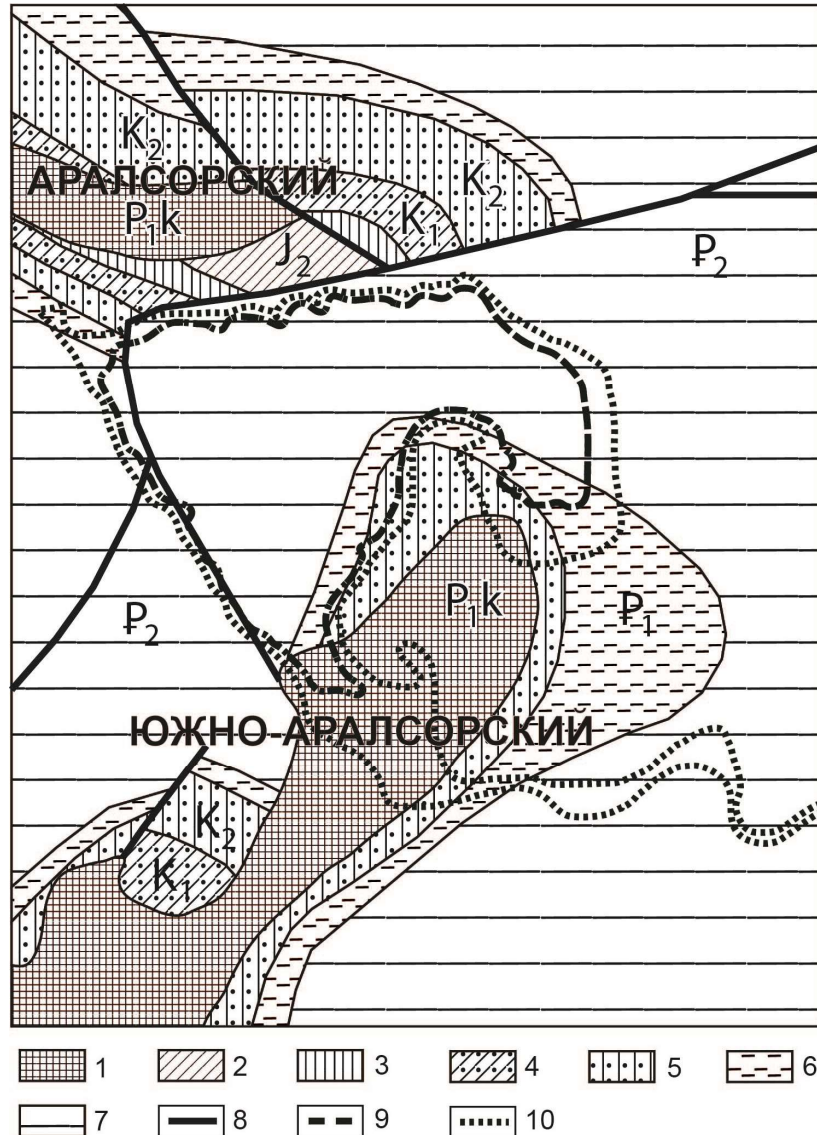 K₂
АРАЛСОРСКИЙ
K₂
P₁k
K₁
J₂
₽₂
P₁k
₽₂
₽₁
ЮЖНО-АРАЛСОРСКИЙ
K₂
K₁
1 2 3 4 5 6
7 8 9 10